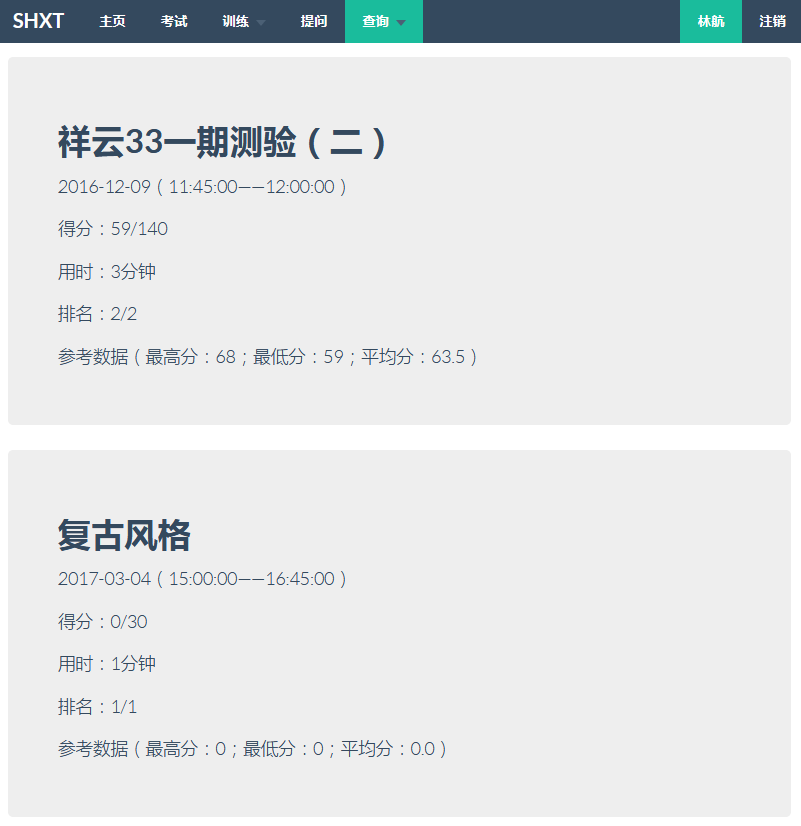 SHXT 主页 考试 训练 提问 查询 林航 注销
祥云33一期测验（二）
2016-12-09（11:45:00——12:00:00）
得分：59/140
用时：3分钟
排名：2/2
参考数据（最高分：68；最低分：59；平均分：63.5）
复古风格
2017-03-04（15:00:00——16:45:00）
得分：0/30
用时：1分钟
排名：1/1
参考数据（最高分：0；最低分：0；平均分：0.0）